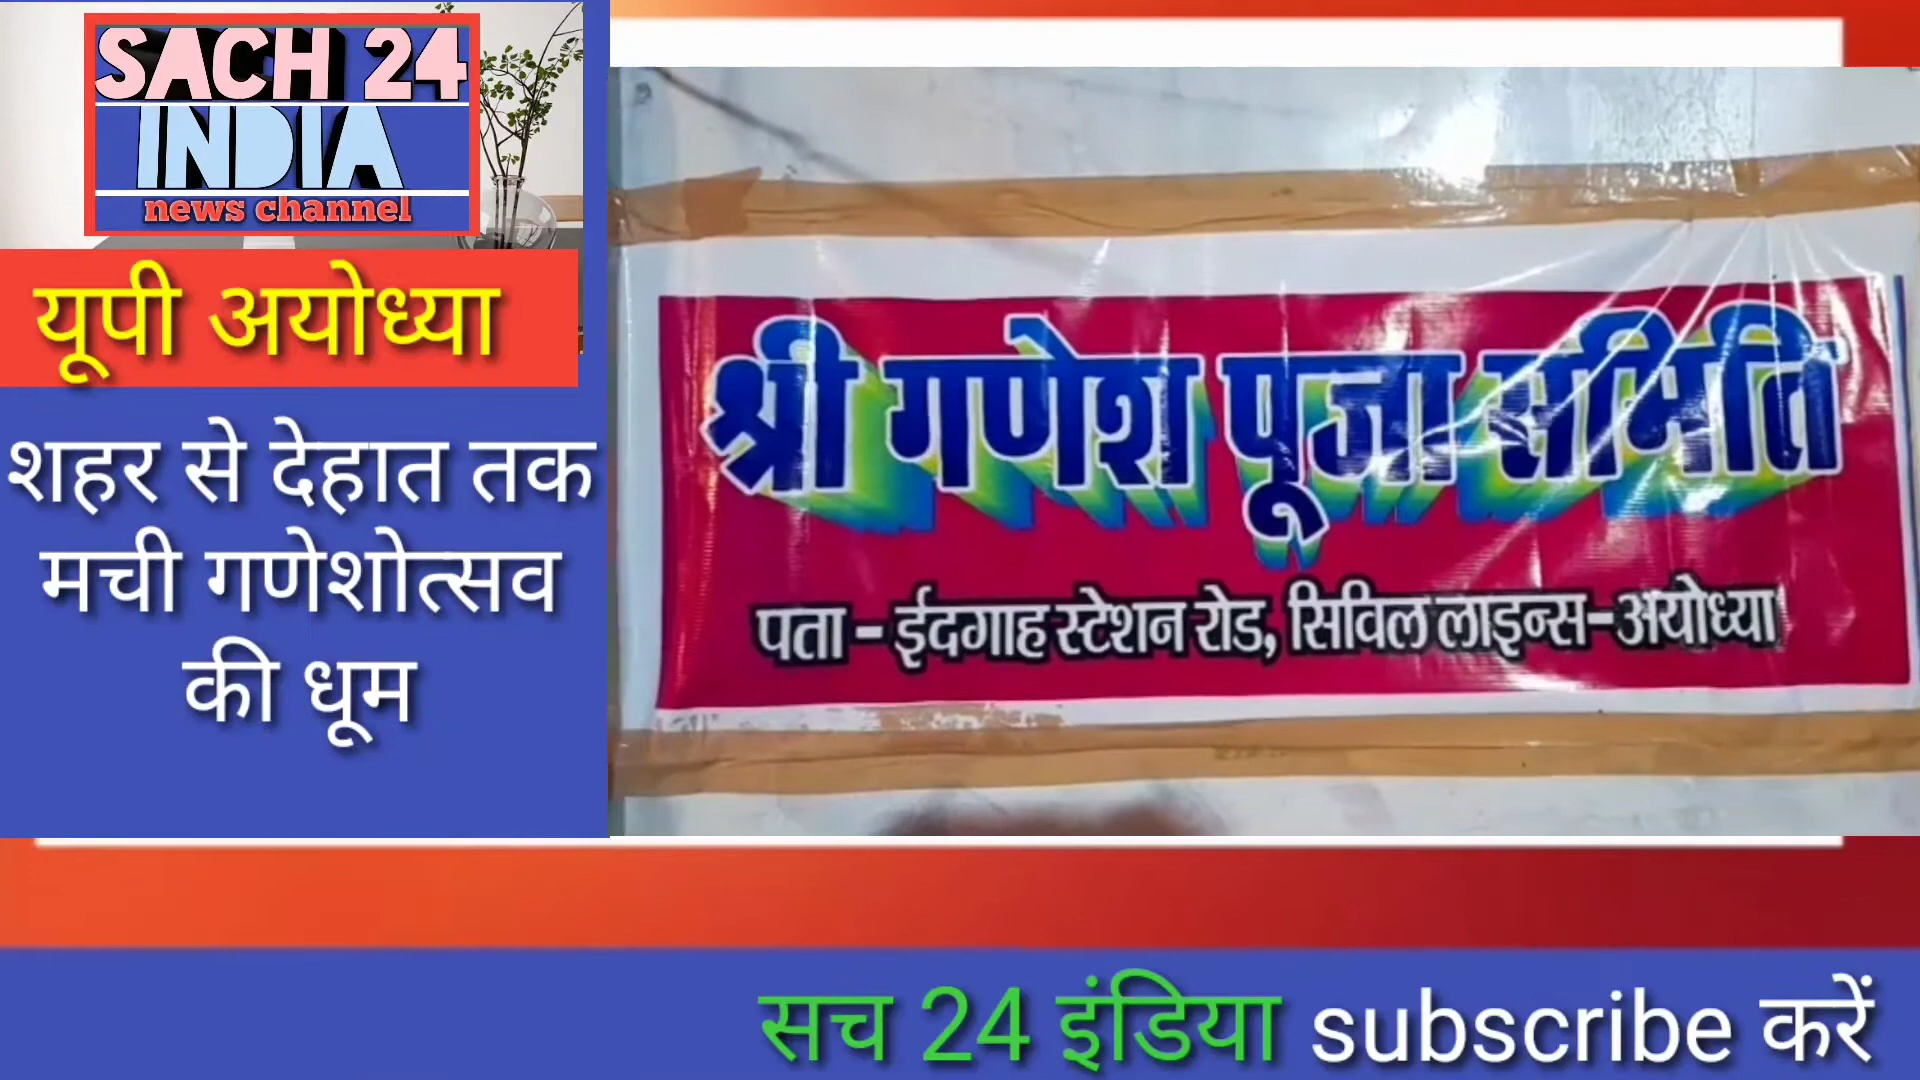 SACH 24
INDIA
news channel
यूपी अयोध्या
शहर से देहात तक
मची गणेशोत्सव
की धूम
श्री गणेश पूजा समिति
पता - ईदगाह स्टेशन रोड, सिविल लाइन्स-अयोध्या
सच 24 इंडिया subscribe करें